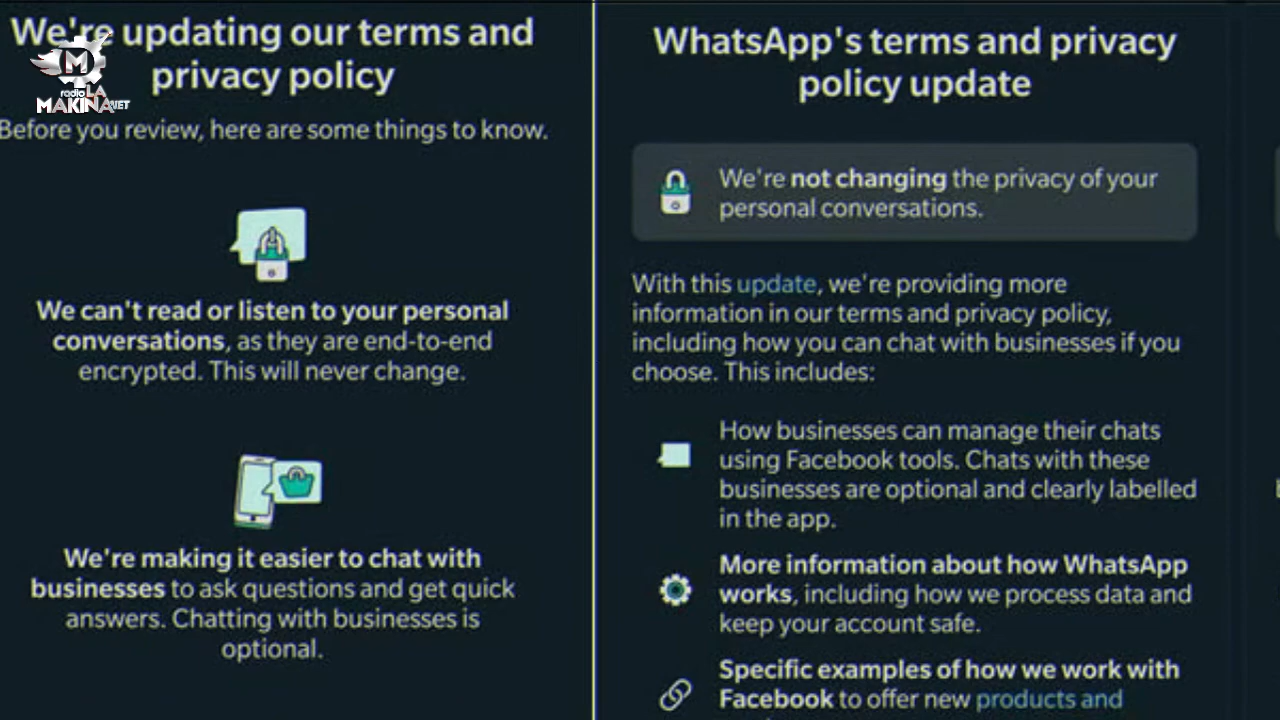 We're updating our terms and
privacy policy
radio LA
MAKINA.NET
M
Before you review, here are some things to know.
We can't read or listen to your personal
conversations, as they are end-to-end
encrypted. This will never change.
We're making it easier to chat with
businesses to ask questions and get quick
answers. Chatting with businesses is
optional.
WhatsApp's terms and privacy
policy update
We're not changing the privacy of your
personal conversations.
With this update, we're providing more
information in our terms and privacy policy,
including how you can chat with businesses if you
choose. This includes:
How businesses can manage their chats
using Facebook tools. Chats with these
businesses are optional and clearly labelled
in the app.
More information about how WhatsApp
works, including how we process data and
keep your account safe.
Specific examples of how we work with
Facebook to offer new products and